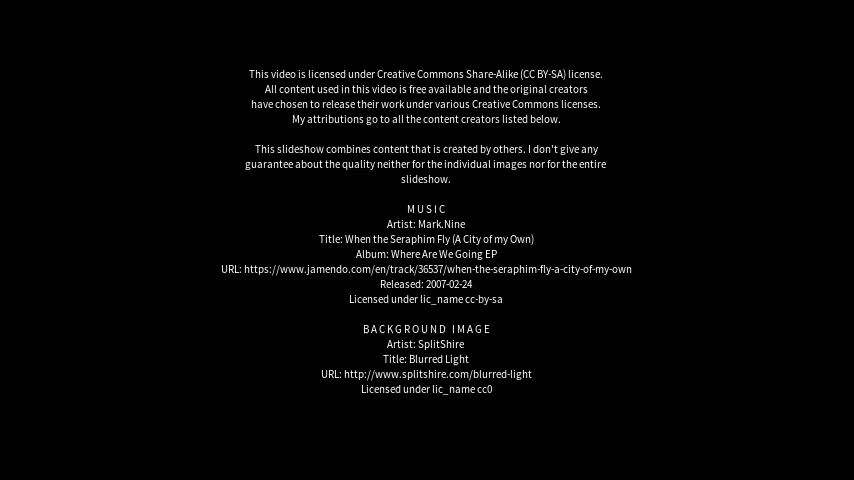 This video is licensed under Creative Commons Share-Alike (CC BY-SA) license.
All content used in this video is free available and the original creators
have chosen to release their work under various Creative Commons licenses.
My attributions go to all the content creators listed below.
This slideshow combines content that is created by others. I don't give any
guarantee about the quality neither for the individual images nor for the entire
slideshow.
MUSIC
Artist: Mark.Nine
Title: When the Seraphim Fly (A City of my Own)
Album: Where Are We Going EP
URL: https://www.jamendo.com/en/track/36537/when-the-seraphim-fly-a-city-of-my-own
Released: 2007-02-24
Licensed under lic_name cc-by-sa
BACKGROUND IMAGE
Artist: SplitShire
Title: Blurred Light
URL: http://www.splitshire.com/blurred-light
Licensed under lic_name cc0